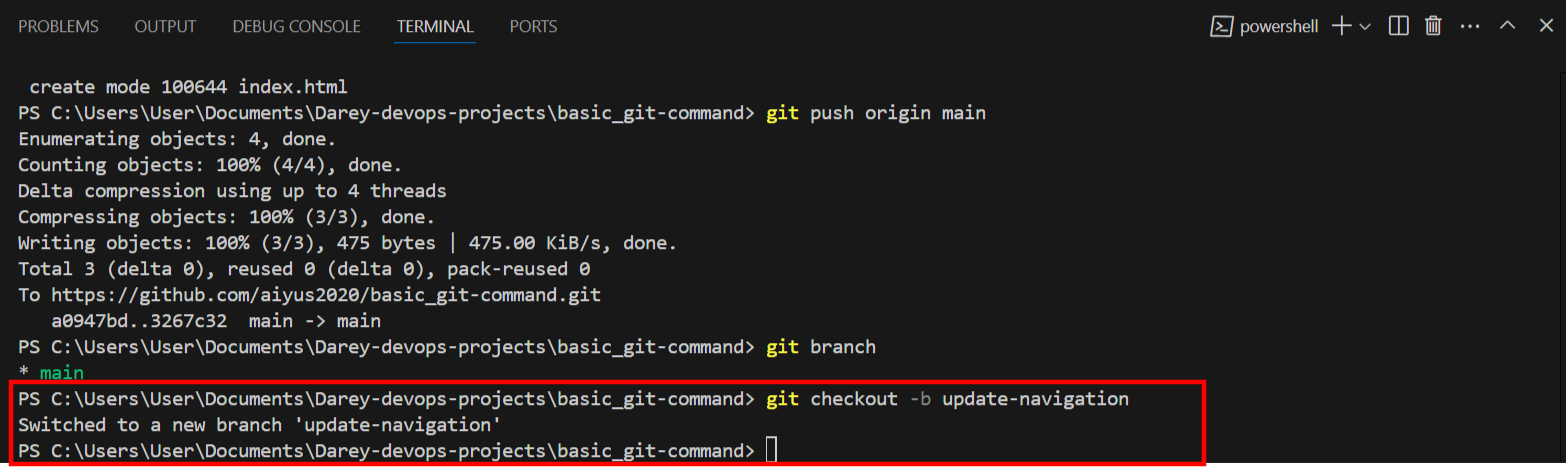 PROBLEMS OUTPUT DEBUG CONSOLE TERMINAL PORTS powershell
create mode 100644 index.html
PS C:\Users\User\Documents\Darey-devops-projects\basic_git-command> git push origin main
Enumerating objects: 4, done.
Counting objects: 100% (4/4), done.
Delta compression using up to 4 threads
Compressing objects: 100% (3/3), done.
Writing objects: 100% (3/3), 475 bytes | 475.00 KiB/s, done.
Total 3 (delta 0), reused 0 (delta 0), pack-reused 0
To https://github.com/aiyus2020/basic_git-command.git
a0947bd..3267c32 main -> main
PS C:\Users\User\Documents\Darey-devops-projects\basic_git-command> git branch
* main
PS C:\Users\User\Documents\Darey-devops-projects\basic_git-command> git checkout -b update-navigation
Switched to a new branch 'update-navigation'
PS C:\Users\User\Documents\Darey-devops-projects\basic_git-command>